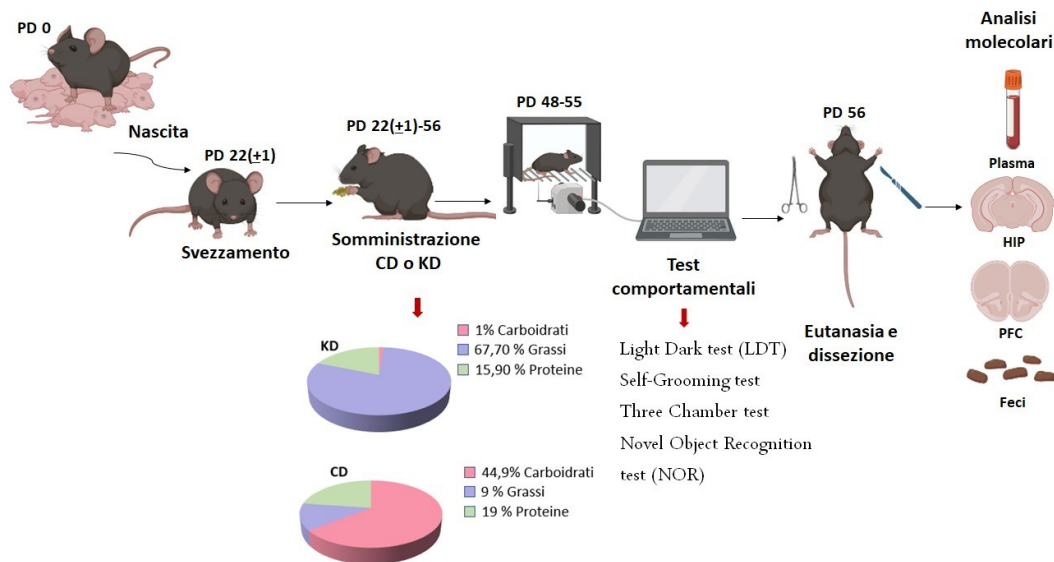 PD 0
Nascita
PD 22(±1)
Svezzamento
PD 22(±1)-56
Somministrazione
CD o KD
KD
1% Carboidrati
67,70 % Grassi
15,90 % Proteine
CD
44,9% Carboidrati
9 % Grassi
19 % Proteine
PD 48-55
Test
comportamentali
Light Dark test (LDT)
Self-Grooming test
Three Chamber test
Novel Object Recognition
test (NOR)
PD 56
Eutanasia e
dissezione
Analisi
molecolari
Plasma
HIP
PFC
Feci